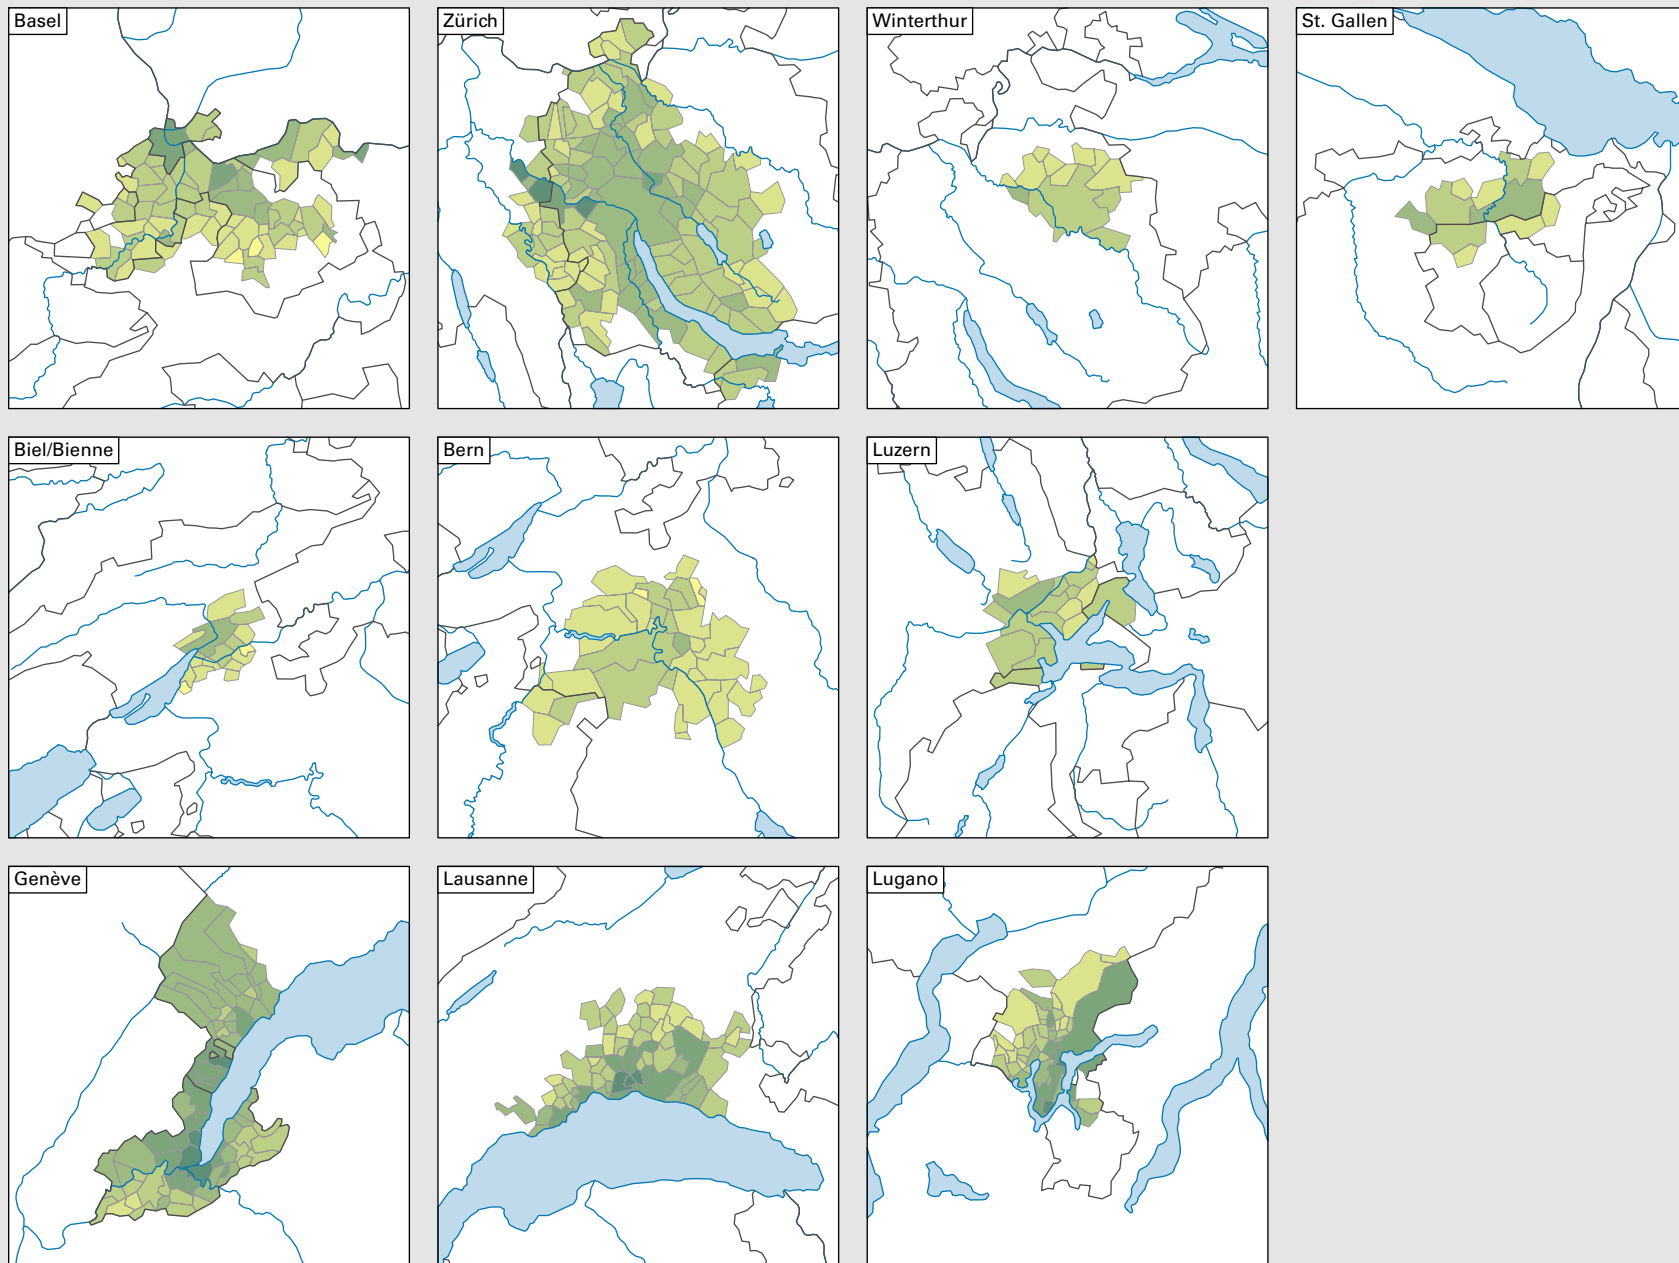 Basel
Zürich
Winterthur
St. Gallen
Biel/Bienne
Bern
Luzern
Genève
Lausanne
Lugano